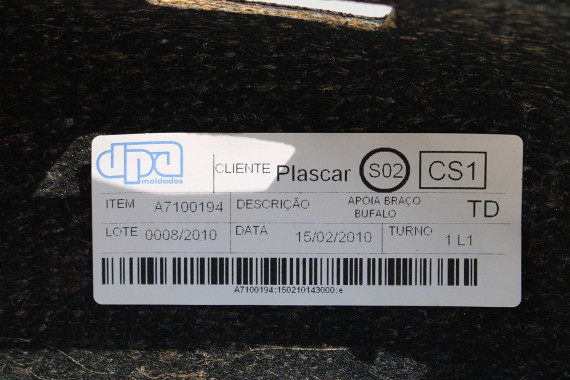 dpa moldados CLIENTE Plascar S02 CS1
ITEM A7100194 DESCRIÇÃO APOIA BRAÇO BUFALO TD
LOTE 0008/2010 DATA 15/02/2010 TURNO 1 L1
A7100194;150210143000;e